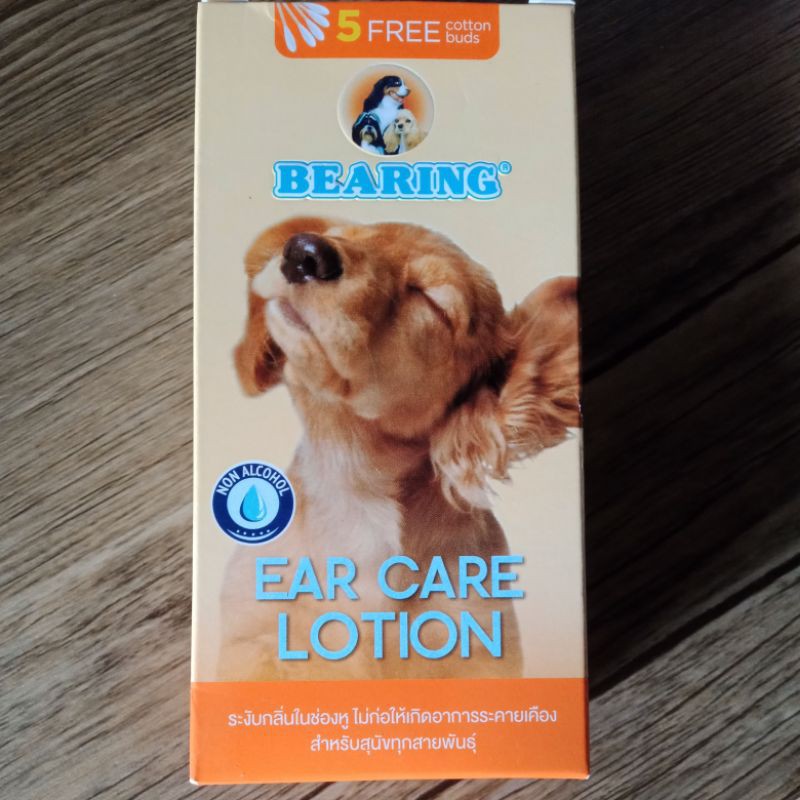 5 FREE cotton buds
BEARING®
NON ALCOHOL
EAR CARE
LOTION
ระงับกลิ่นในช่องหู ไม่ก่อให้เกิดอาการระคายเคือง
สำหรับสุนัขทุกสายพันธุ์